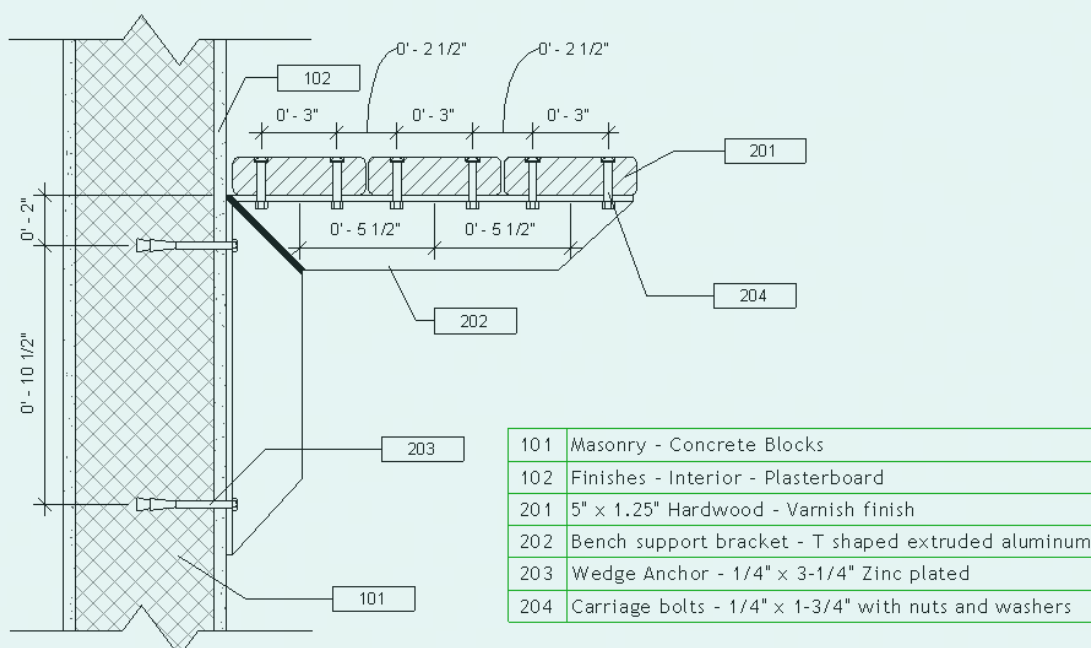 0' - 2 1/2"
0' - 2 1/2"
102
0' - 3"
0' - 3"
0' - 3"
201
0' - 2"
0' - 5 1/2"
0' - 5 1/2"
204
202
0' - 10 1/2"
203
101
101 Masonry - Concrete Blocks
102 Finishes - Interior - Plasterboard
201 5" x 1.25" Hardwood - Varnish finish
202 Bench support bracket - T shaped extruded aluminum
203 Wedge Anchor - 1/4" x 3-1/4" Zinc plated
204 Carriage bolts - 1/4" x 1-3/4" with nuts and washers